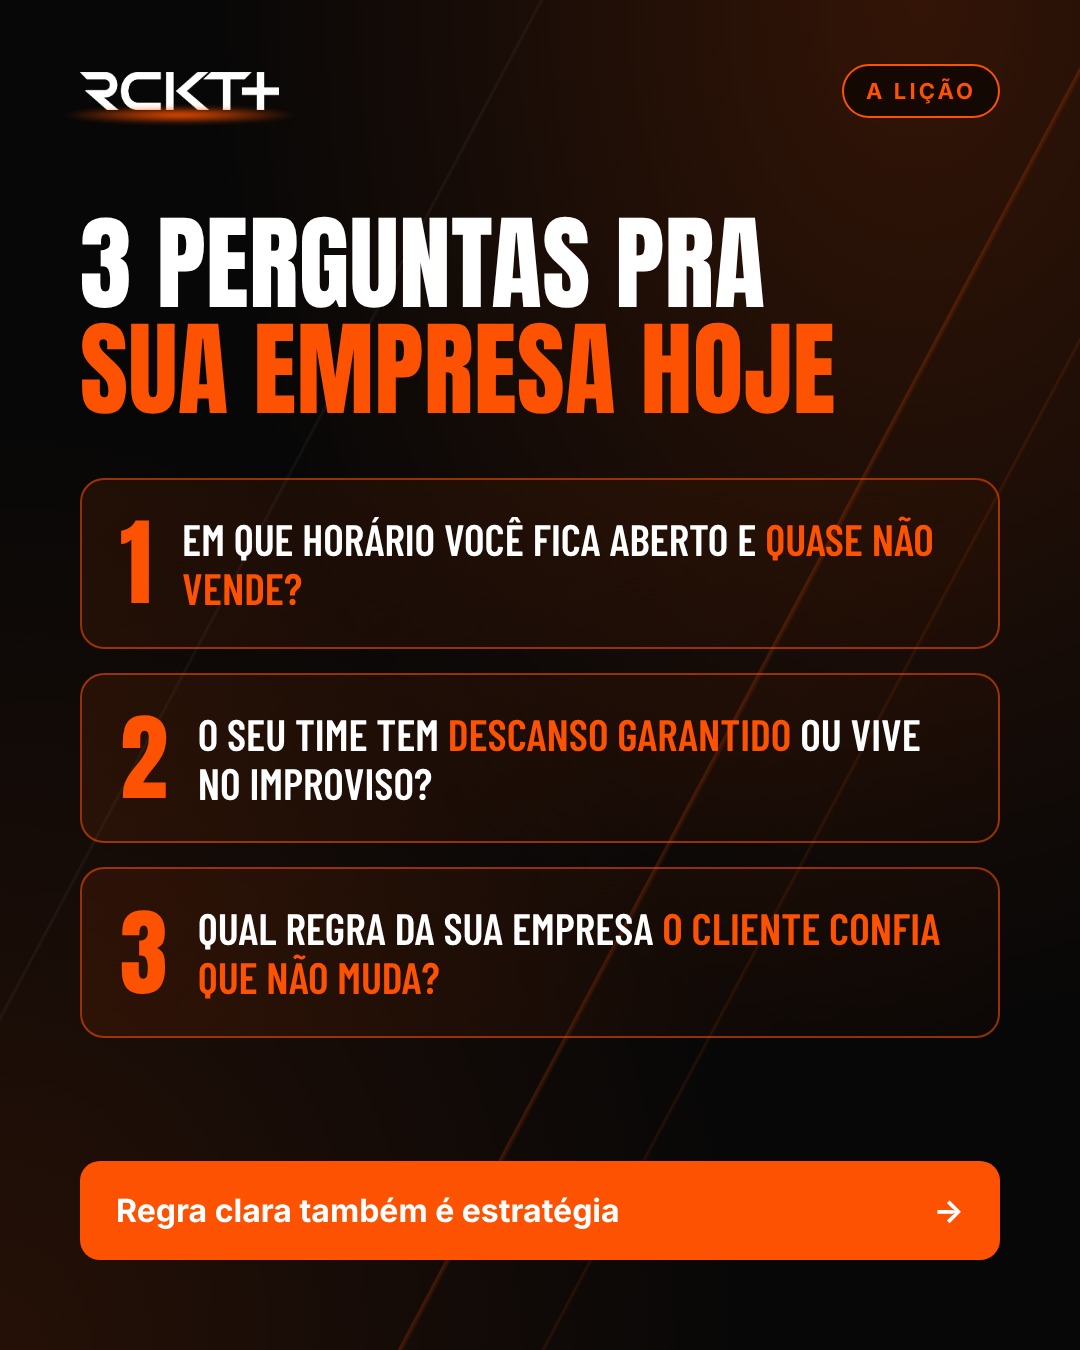 RCKT+
A LIÇÃO
3 PERGUNTAS PRA
SUA EMPRESA HOJE
1
EM QUE HORÁRIO VOCÊ FICA ABERTO E QUASE NÃO
VENDE?
2
O SEU TIME TEM DESCANSO GARANTIDO OU VIVE
NO IMPROVISO?
3
QUAL REGRA DA SUA EMPRESA O CLIENTE CONFIA
QUE NÃO MUDA?
Regra clara também é estratégia →